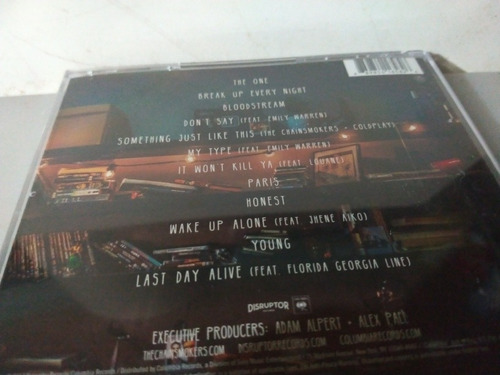 THE ONE
BREAK UP EVERY NIGHT
BLOODSTREAM
DON'T SAY (FEAT. EMILY WARREN)
SOMETHING JUST LIKE THIS (THE CHAINSMOKERS + COLDPLAY)
MY TYPE (FEAT. EMILY WARREN)
IT WON'T KILL YA (FEAT. LOUANE)
PARIS
HONEST
WAKE UP ALONE (FEAT. JHENE AIKO)
YOUNG
LAST DAY ALIVE (FEAT. FLORIDA GEORGIA LINE)
DISRUPTOR
EXECUTIVE PRODUCERS: ADAM ALPERT + ALEX PALL
THECHAINSMOKERS.COM DISRUPTORRECORDS.COM COLUMBIARECORDS.COM